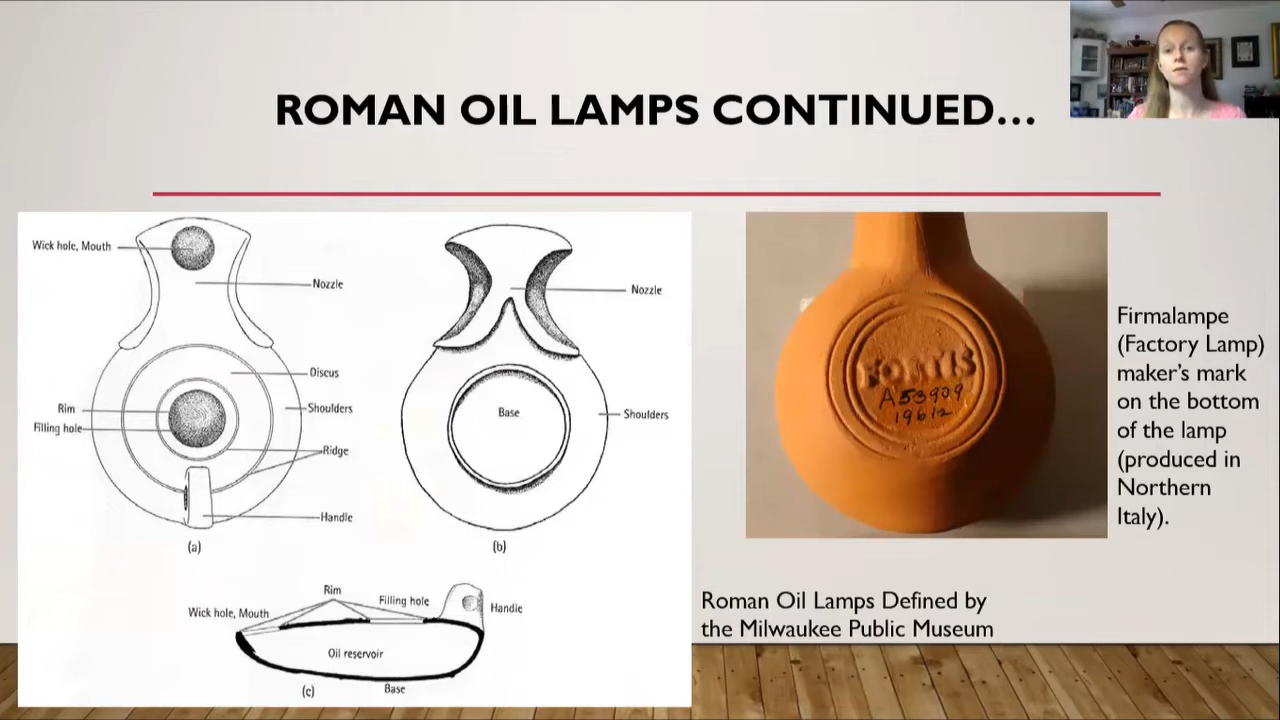 ROMAN OIL LAMPS CONTINUED…
Wick hole, Mouth
Nozzle
Discus
Rim
Shoulders
Filling hole
Ridge
Handle
(a)
Nozzle
Base
Shoulders
(b)
Rim
Filling hole
Wick hole, Mouth
Handle
Oil reservoir
(c)
Base
FORTIS
A53909
19612
Firmalampe
(Factory Lamp)
maker's mark
on the bottom
of the lamp
(produced in
Northern
Italy).
Roman Oil Lamps Defined by
the Milwaukee Public Museum